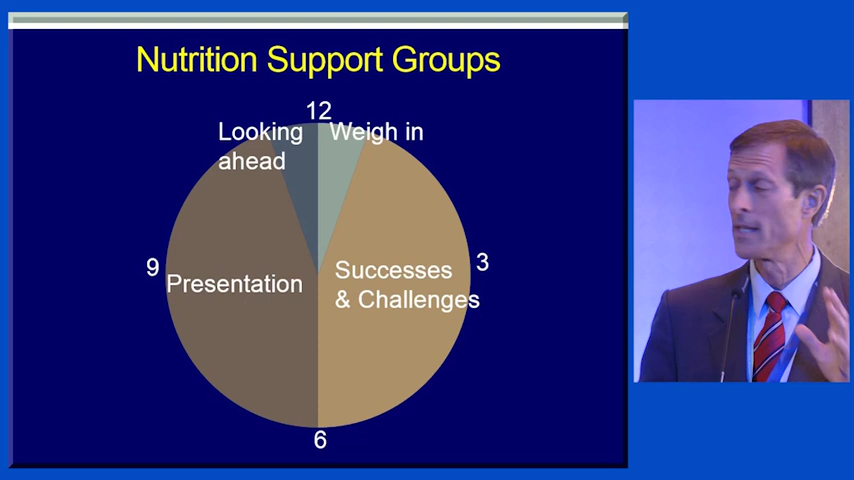 Nutrition Support Groups
12
Looking
ahead
Weigh in
9
3
Presentation
Successes
& Challenges
6